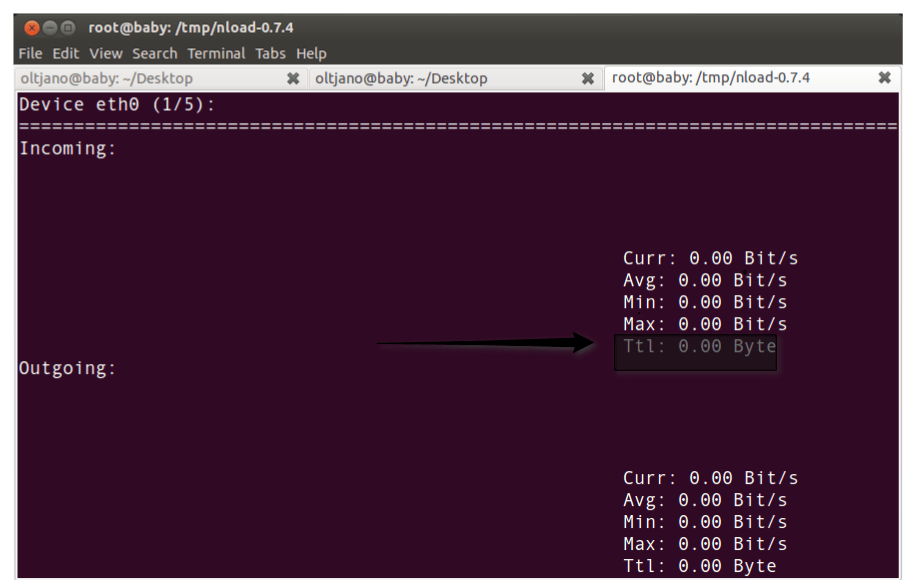 root@baby: /tmp/nload-0.7.4
File Edit View Search Terminal Tabs Help
oltjano@baby: ~/Desktop ✖ oltjano@baby: ~/Desktop ✖ root@baby: /tmp/nload-0.7.4 ✖
Device eth0 (1/5):
================================================================================
Incoming:
Curr: 0.00 Bit/s
Avg: 0.00 Bit/s
Min: 0.00 Bit/s
Max: 0.00 Bit/s
Ttl: 0.00 Byte
Outgoing:
Curr: 0.00 Bit/s
Avg: 0.00 Bit/s
Min: 0.00 Bit/s
Max: 0.00 Bit/s
Ttl: 0.00 Byte